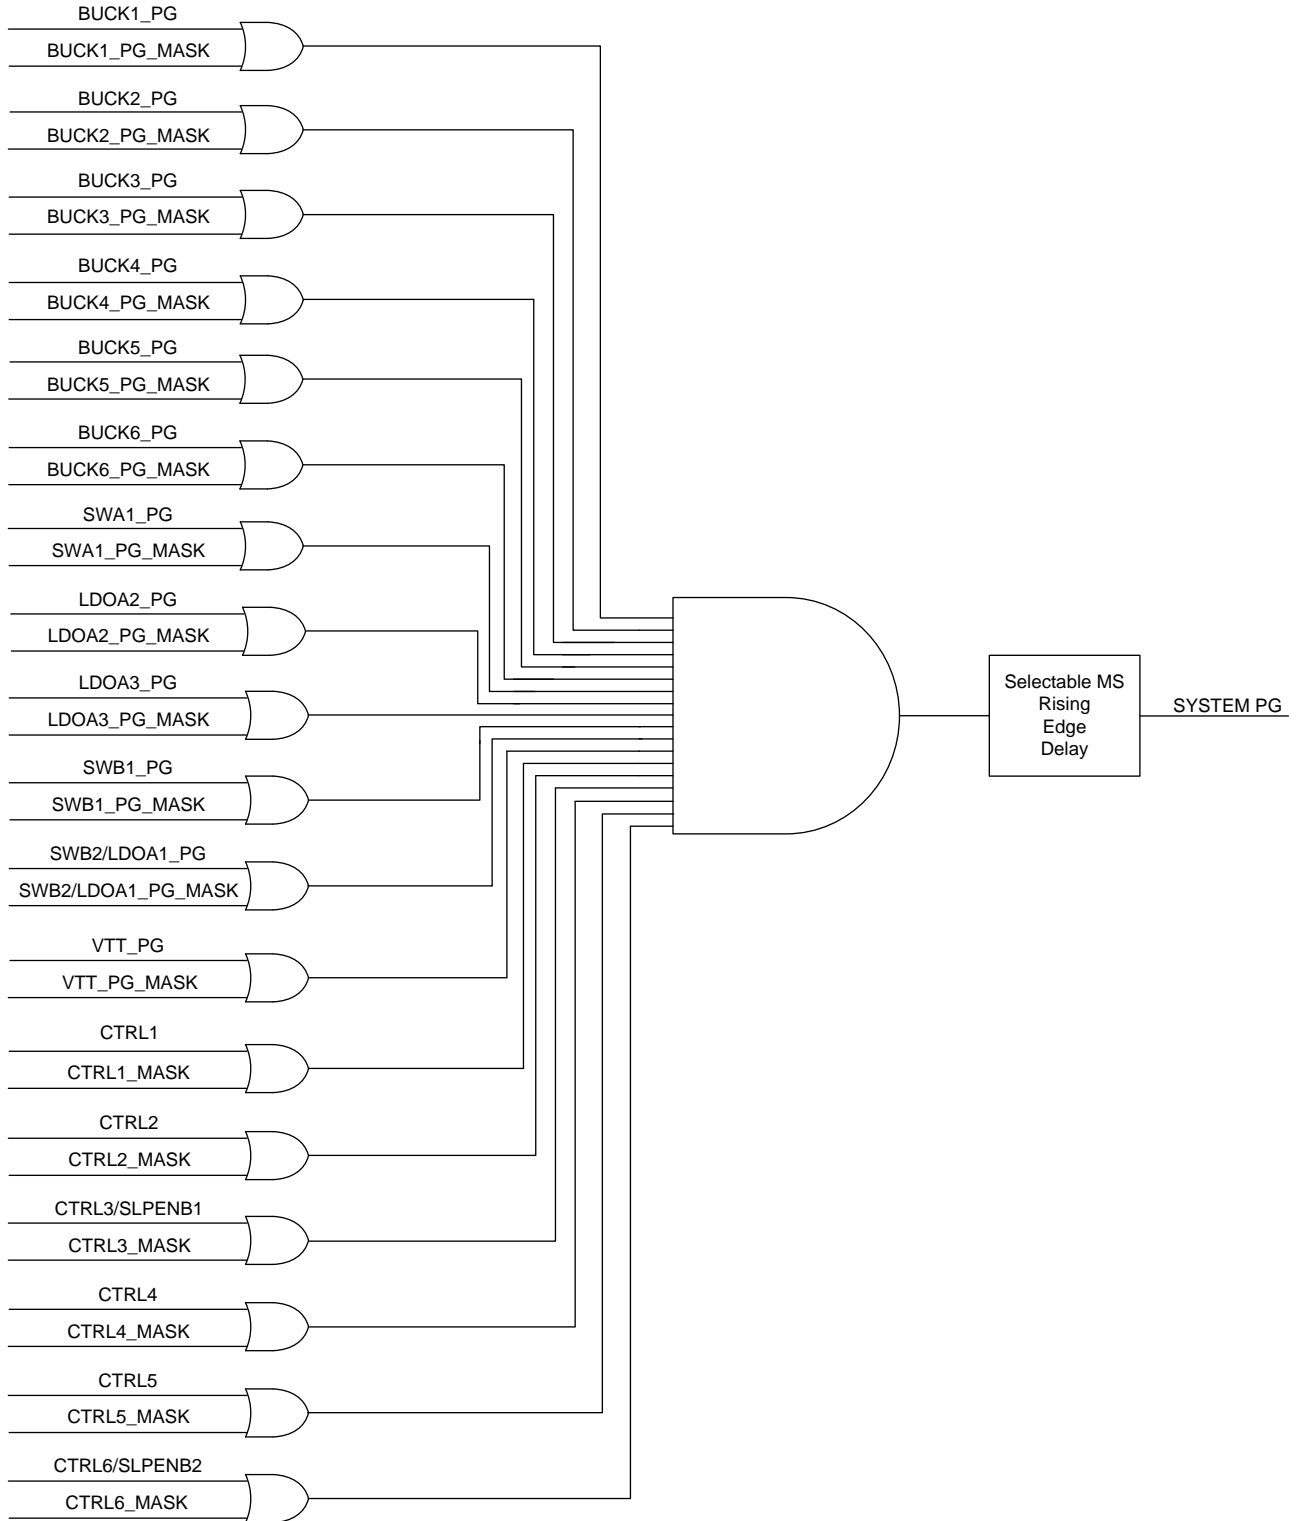 BUCK1_PG
BUCK1_PG_MASK
BUCK2_PG
BUCK2_PG_MASK
BUCK3_PG
BUCK3_PG_MASK
BUCK4_PG
BUCK4_PG_MASK
BUCK5_PG
BUCK5_PG_MASK
BUCK6_PG
BUCK6_PG_MASK
SWA1_PG
SWA1_PG_MASK
LDOA2_PG
LDOA2_PG_MASK
LDOA3_PG
LDOA3_PG_MASK
SWB1_PG
SWB1_PG_MASK
SWB2/LDOA1_PG
SWB2/LDOA1_PG_MASK
VTT_PG
VTT_PG_MASK
CTRL1
CTRL1_MASK
CTRL2
CTRL2_MASK
CTRL3/SLPENB1
CTRL3_MASK
CTRL4
CTRL4_MASK
CTRL5
CTRL5_MASK
CTRL6/SLPENB2
CTRL6_MASK
Selectable MS
Rising
Edge
Delay
SYSTEM PG